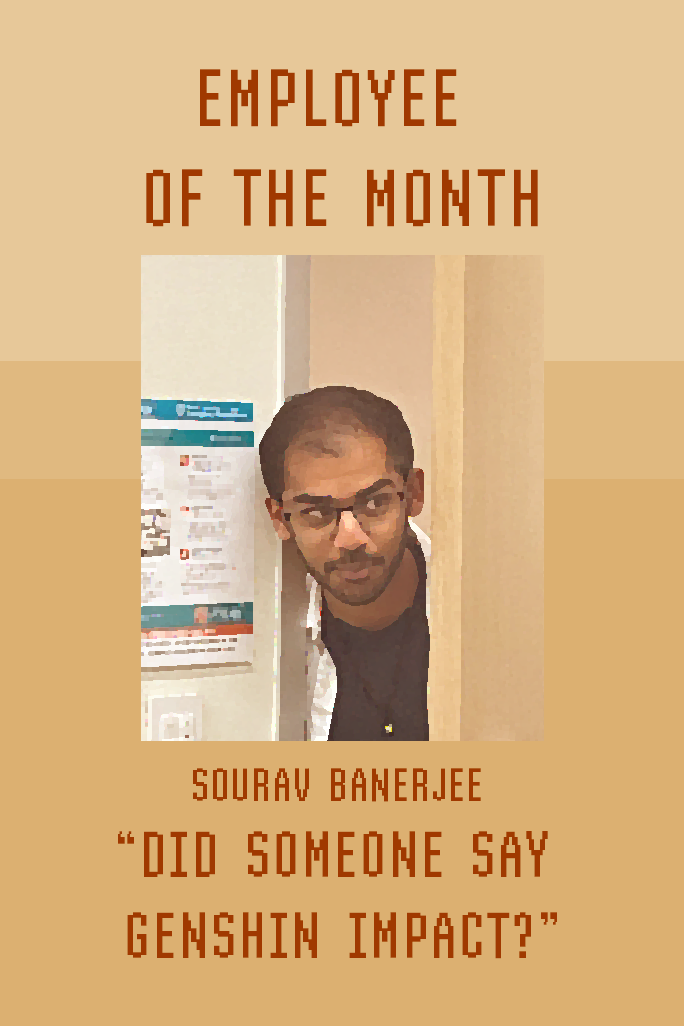 EMPLOYEE
OF THE MONTH
SOURAV BANERJEE
“DID SOMEONE SAY
GENSHIN IMPACT?”